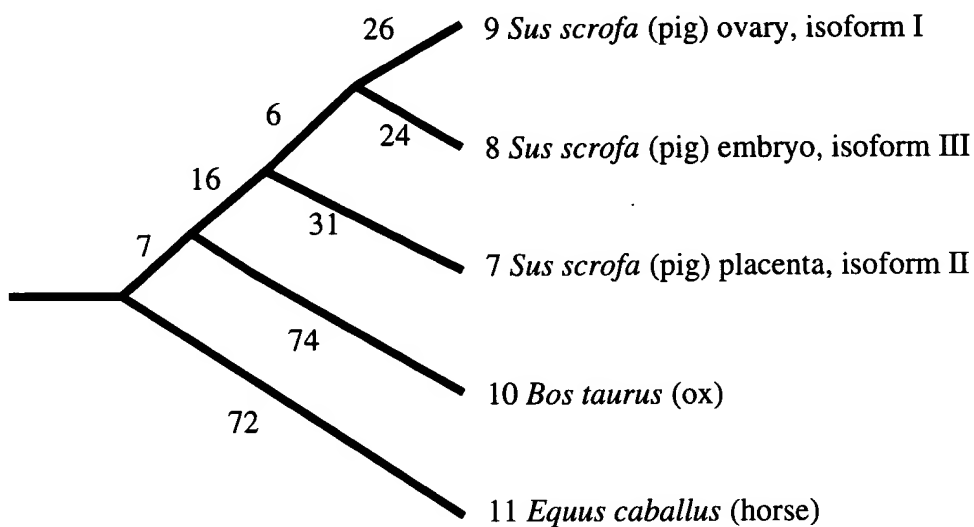 26
9 Sus scrofa (pig) ovary, isoform I
6
24
8 Sus scrofa (pig) embryo, isoform III
16
31
7
7 Sus scrofa (pig) placenta, isoform II
74
10 Bos taurus (ox)
72
11 Equus caballus (horse)